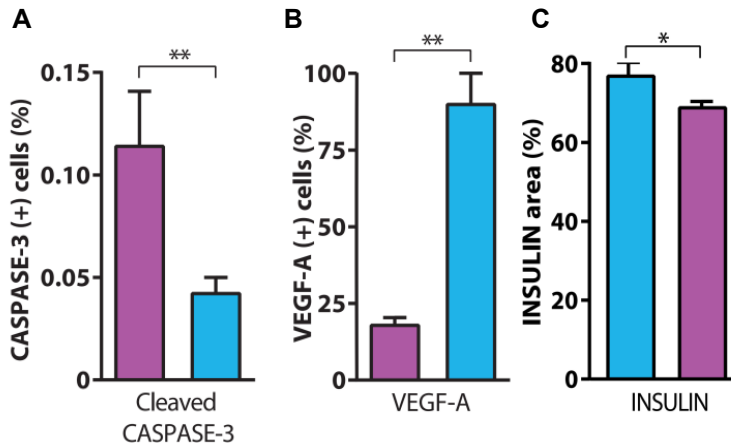 A
**
CASPASE-3 (+) cells (%)
0.15
0.10
0.05
0
Cleaved
CASPASE-3
B
**
VEGF-A (+) cells (%)
100
75
50
25
0
VEGF-A
C
*
INSULIN area (%)
80
60
40
20
0
INSULIN